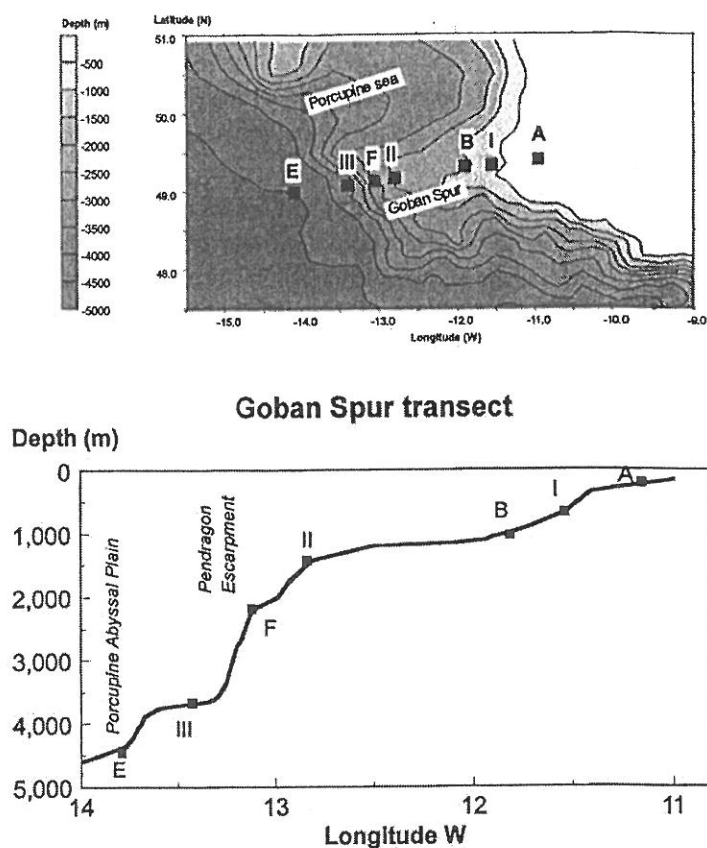 Depth (m)
Latitude (N)
-500
-1000
-1500
-2000
-2500
-3000
-3500
-4000
-4500
-5000
51.0
50.0
49.0
48.0
Porcupine sea
E
III
F
II
B
I
A
Goban Spur
-15.0
-14.0
-13.0
-12.0
-11.0
-10.0
-9.0
Longitude (W)
Goban Spur transect
Depth (m)
0
1,000
2,000
3,000
4,000
5,000
Porcupine Abyssal Plain
Pendragon
Escarpment
A
I
B
II
F
III
E
14
13
12
11
Longitude W